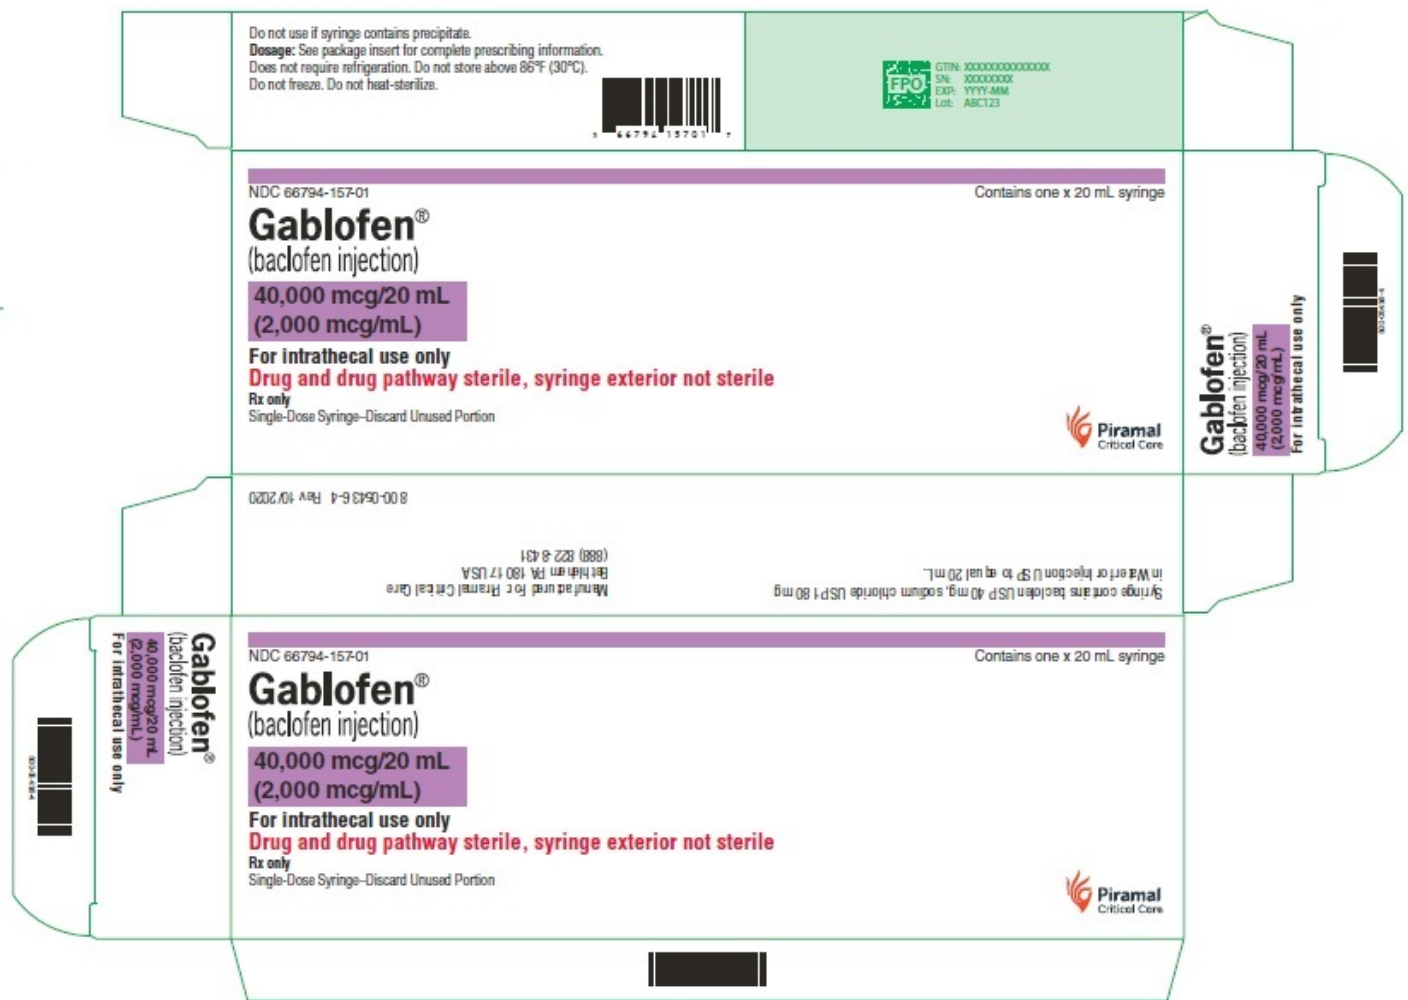 Do not use if syringe contains precipitate.
Dosage: See package insert for complete prescribing information.
Does not require refrigeration. Do not store above 86°F (30°C).
Do not freeze. Do not heat-sterilize.
3 66794 15701 7
FPO
GTIN: XXXXXXXXXXXXXX
SN: XXXXXXXX
EXP: YYYY-MM
Lot: ABC123
NDC 66794-157-01
Contains one x 20 mL syringe
Gablofen®
(baclofen injection)
40,000 mcg/20 mL
(2,000 mcg/mL)
For intrathecal use only
Drug and drug pathway sterile, syringe exterior not sterile
Rx only
Single-Dose Syringe–Discard Unused Portion
Piramal
Critical Care
Gablofen®
(baclofen injection)
40,000 mcg/20 mL
(2,000 mcg/mL)
For intrathecal use only
Syringe contains baclofen USP 40 mg, sodium chloride USP 180 mg
in Water for Injection USP to equal 20 mL.
Manufactured For: Piramal Critical Care
Bethlehem PA 18017 USA
(888) 822-8431
8 00-0543 6-4 Rev 10/2020
Gablofen®
(baclofen injection)
40,000 mcg/20 mL
(2,000 mcg/mL)
For intrathecal use only
NDC 66794-157-01
Contains one x 20 mL syringe
Gablofen®
(baclofen injection)
40,000 mcg/20 mL
(2,000 mcg/mL)
For intrathecal use only
Drug and drug pathway sterile, syringe exterior not sterile
Rx only
Single-Dose Syringe–Discard Unused Portion
Piramal
Critical Care